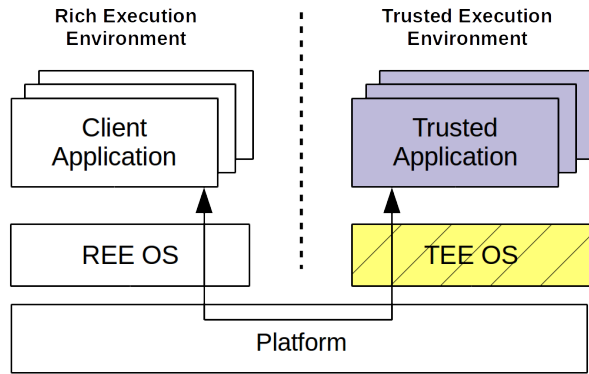 Rich Execution
Environment
Trusted Execution
Environment
Client
Application
Trusted
Application
REE OS
TEE OS
Platform